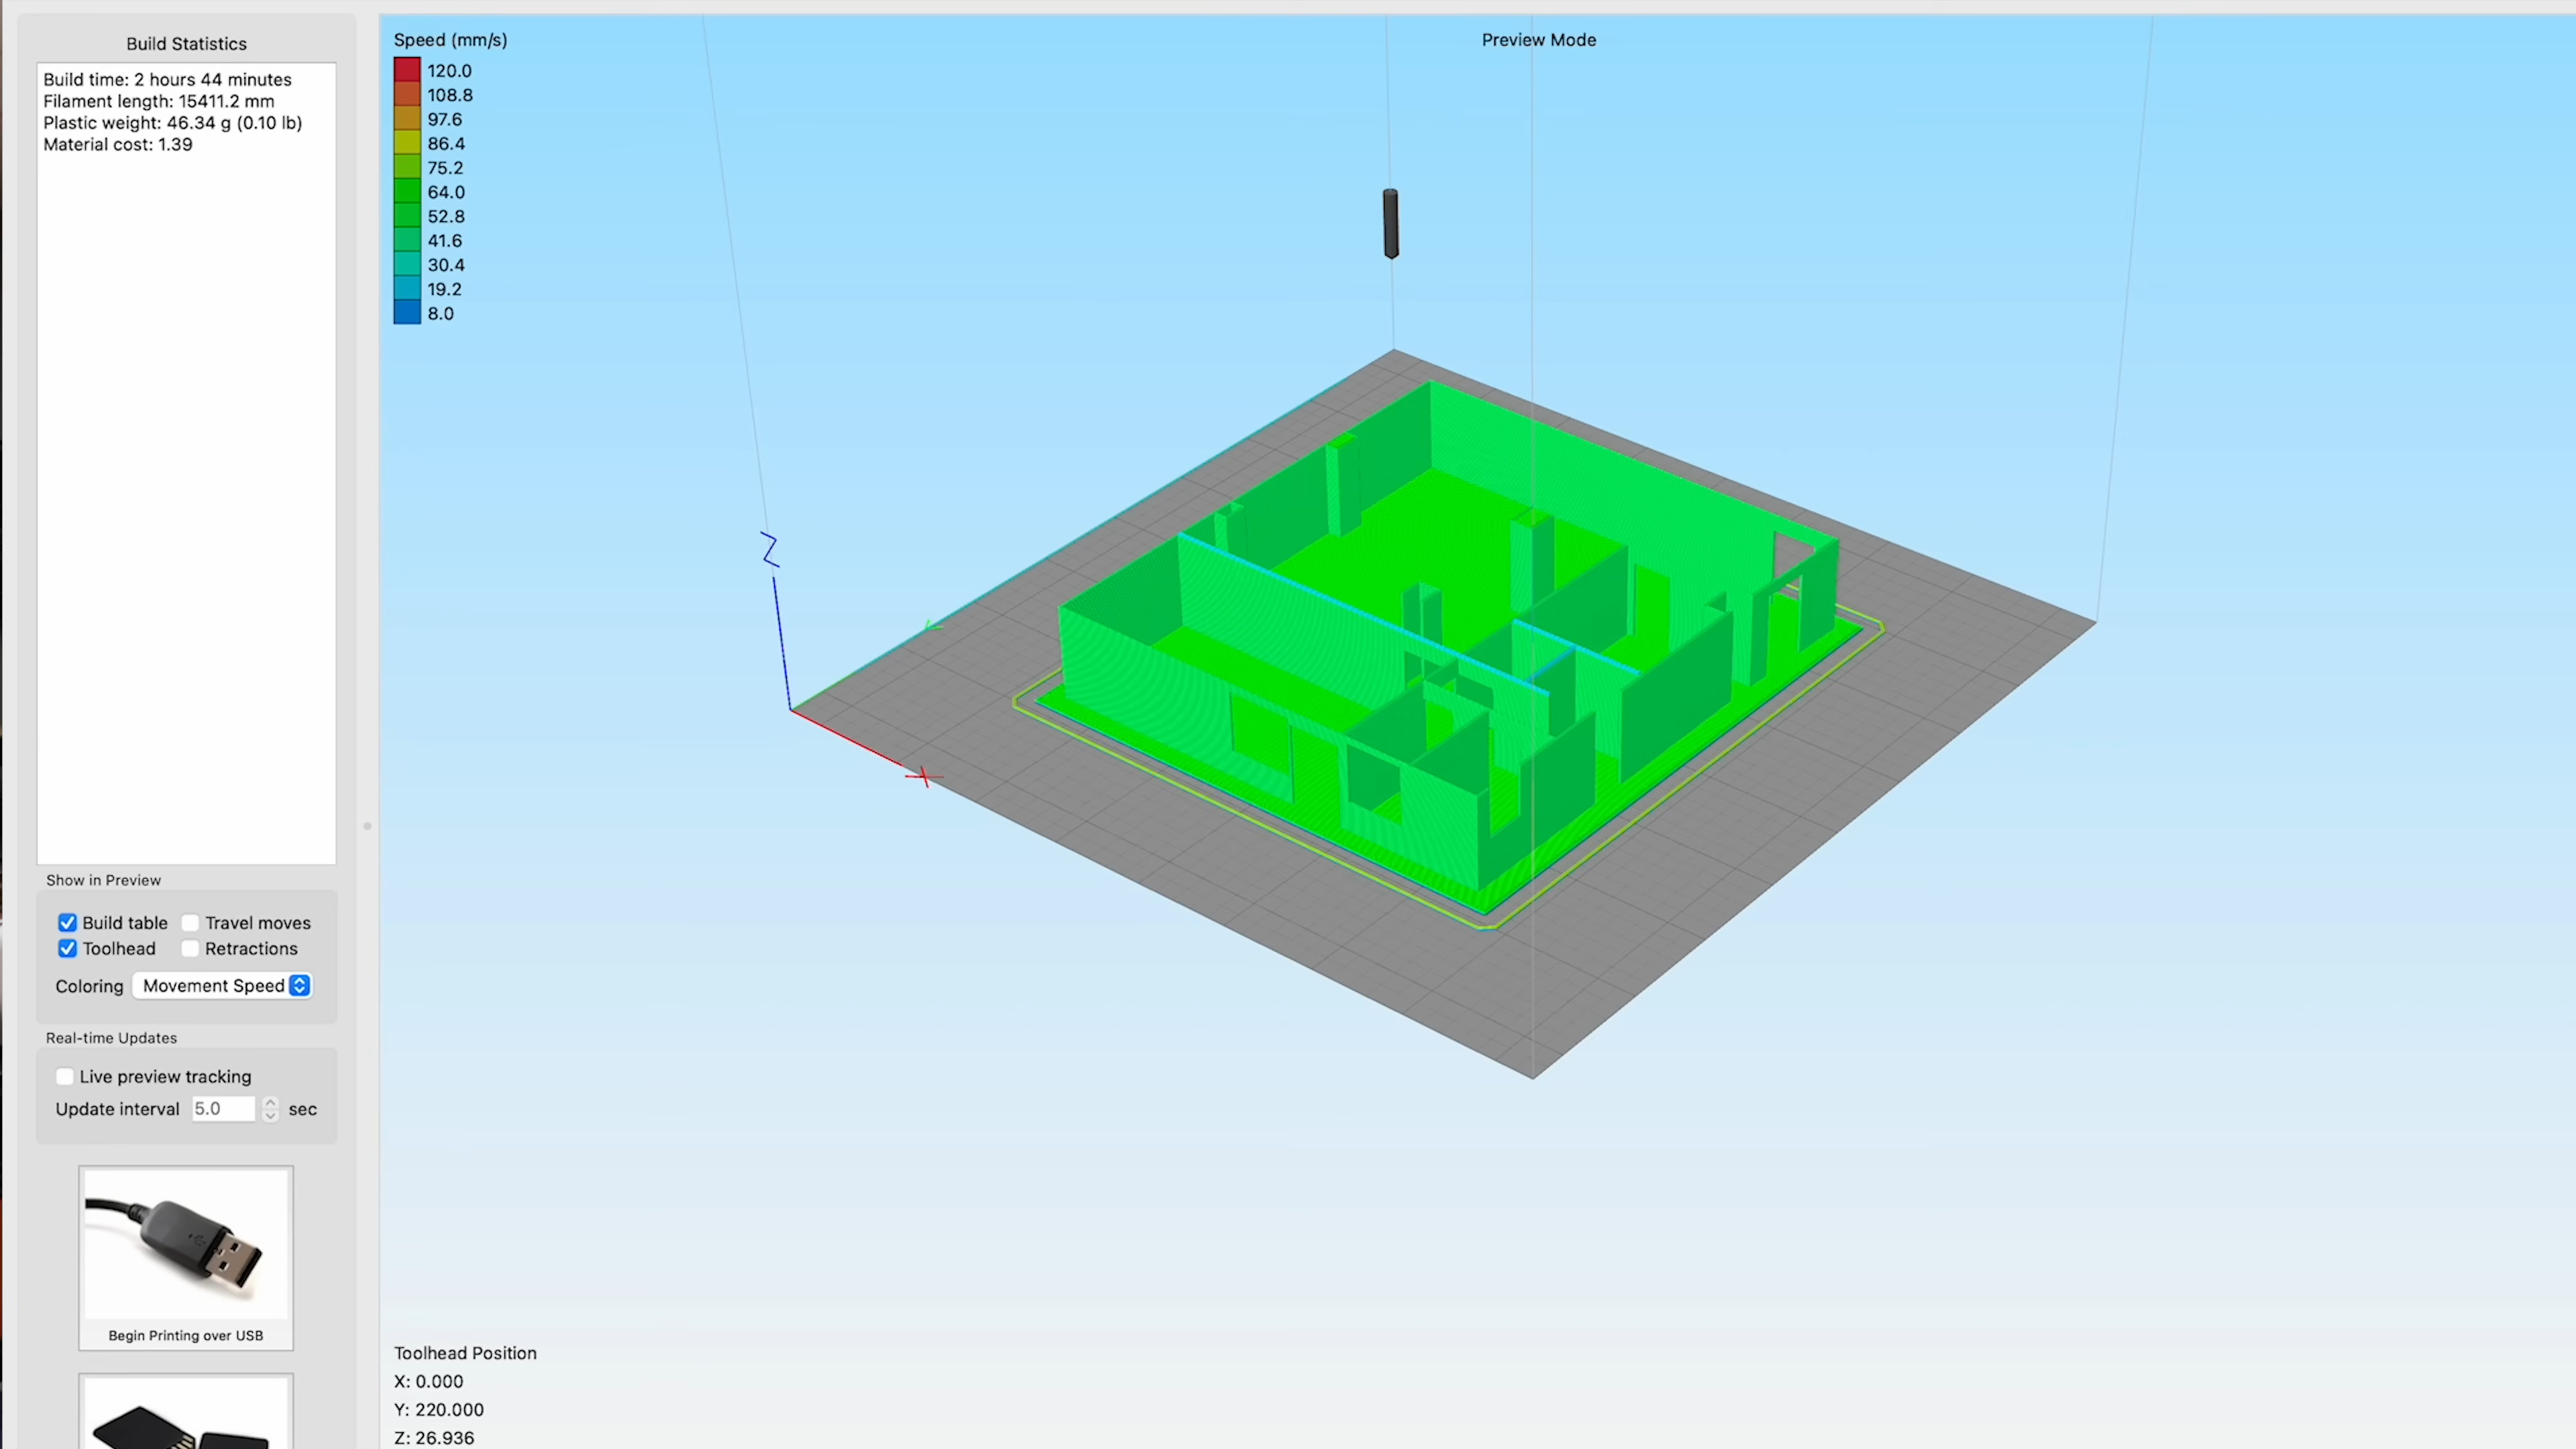 Build Statistics
Build time: 2 hours 44 minutes
Filament length: 15411.2 mm
Plastic weight: 46.34 g (0.10 lb)
Material cost: 1.39
Show in Preview
Build table
Travel moves
Toolhead
Retractions
Coloring
Movement Speed
Real-time Updates
Live preview tracking
Update interval 5.0 sec
Begin Printing over USB
Speed (mm/s)
120.0
108.8
97.6
86.4
75.2
64.0
52.8
41.6
30.4
19.2
8.0
Preview Mode
Z
Toolhead Position
X: 0.000
Y: 220.000
Z: 26.936